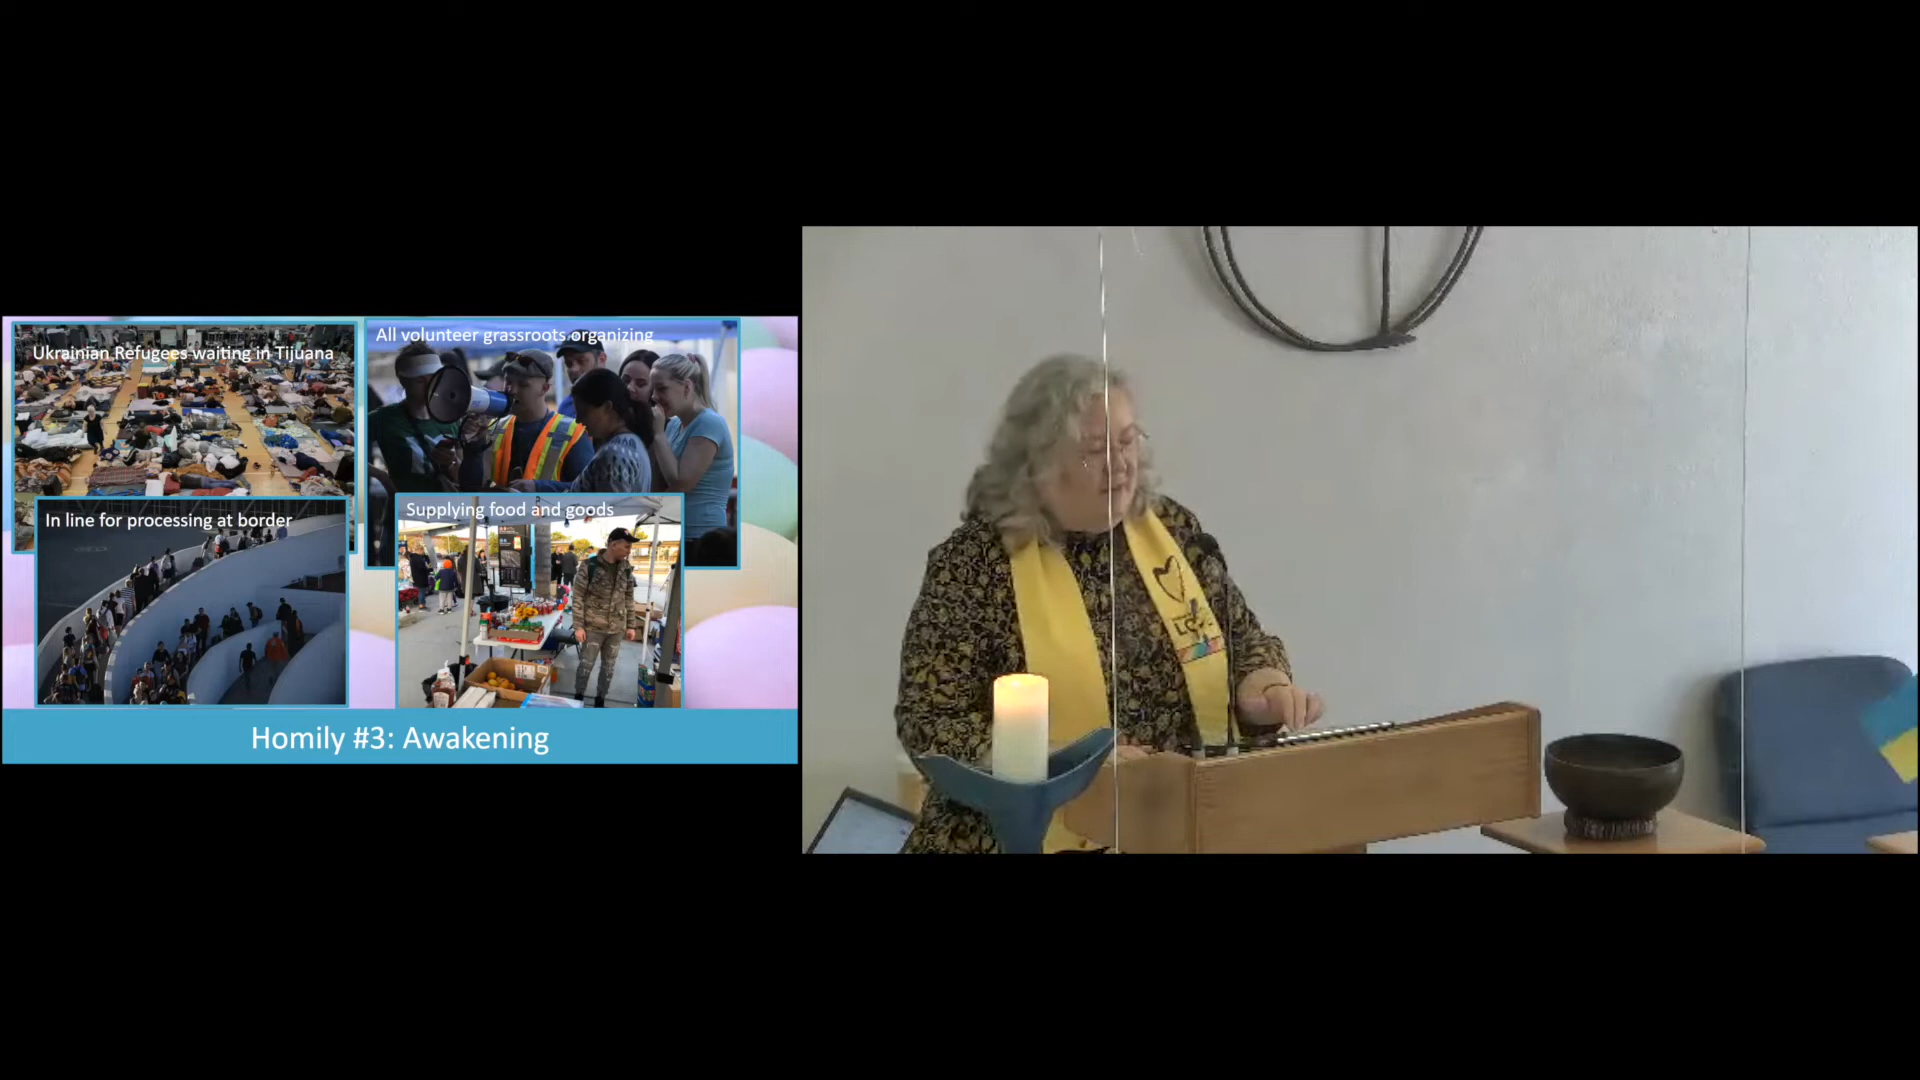 Ukrainian Refugees waiting in Tijuana
All volunteer grassroots organizing
In line for processing at border
Supplying food and goods
Homily #3: Awakening